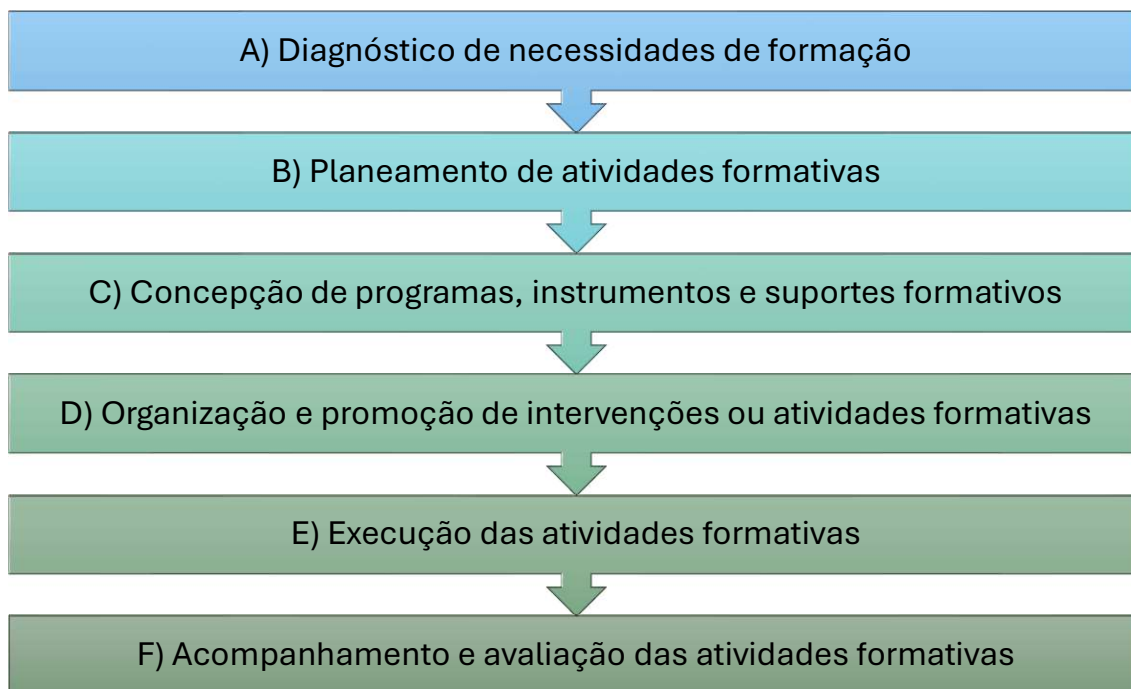 A) Diagnóstico de necessidades de formação
B) Planeamento de atividades formativas
C) Concepção de programas, instrumentos e suportes formativos
D) Organização e promoção de intervenções ou atividades formativas
E) Execução das atividades formativas
F) Acompanhamento e avaliação das atividades formativas